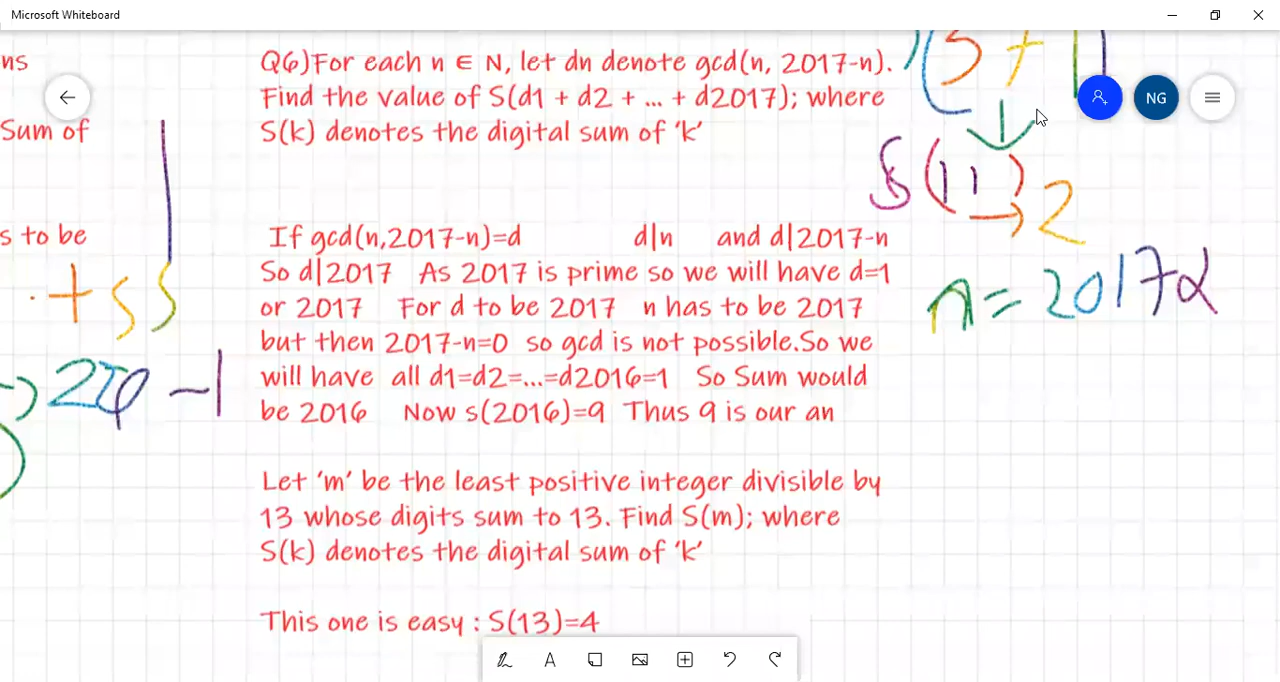 Microsoft Whiteboard
ns
Q6)For each n ∈ N, let dn denote gcd(n, 2017-n).
Find the value of S(d1 + d2 + ... + d2017); where
S(k) denotes the digital sum of 'k'
NG
Sum of
S(11) → 2
If gcd(n,2017-n)=d d|n and d|2017-n
So d|2017 As 2017 is prime so we will have d=1
or 2017 For d to be 2017 n has to be 2017
but then 2017-n=0 so gcd is not possible.So we
will have all d1=d2=...=d2016=1 So Sum would
be 2016 Now s(2016)=9 Thus 9 is our an
n = 2017α
s to be
Let 'm' be the least positive integer divisible by
13 whose digits sum to 13. Find S(m); where
S(k) denotes the digital sum of 'k'
This one is easy : S(13)=4